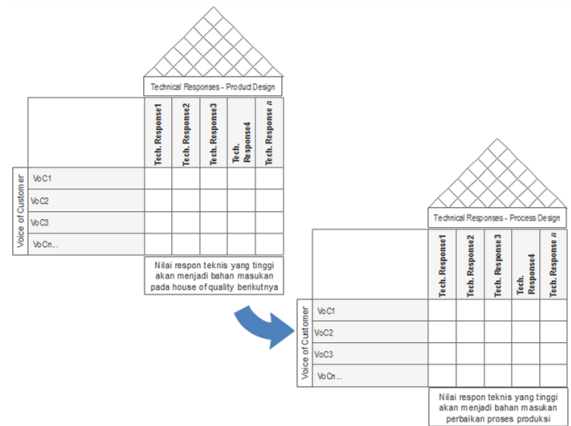 Technical Responses - Product Design
Tech. Response1
Tech. Response2
Tech. Response3
Tech.
Response4
Tech. Response n
Voice of Customer
VoC1
VoC2
VoC3
VoCn...
Nilai respon teknis yang tinggi
akan menjadi bahan masukan
pada house of quality berikutnya
Technical Responses - Process Design
Tech. Response1
Tech. Response2
Tech. Response3
Tech.
Response4
Tech. Response n
Voice of Customer
VoC1
VoC2
VoC3
VoCn...
Nilai respon teknis yang tinggi
akan menjadi bahan masukan
perbaikan proses produksi